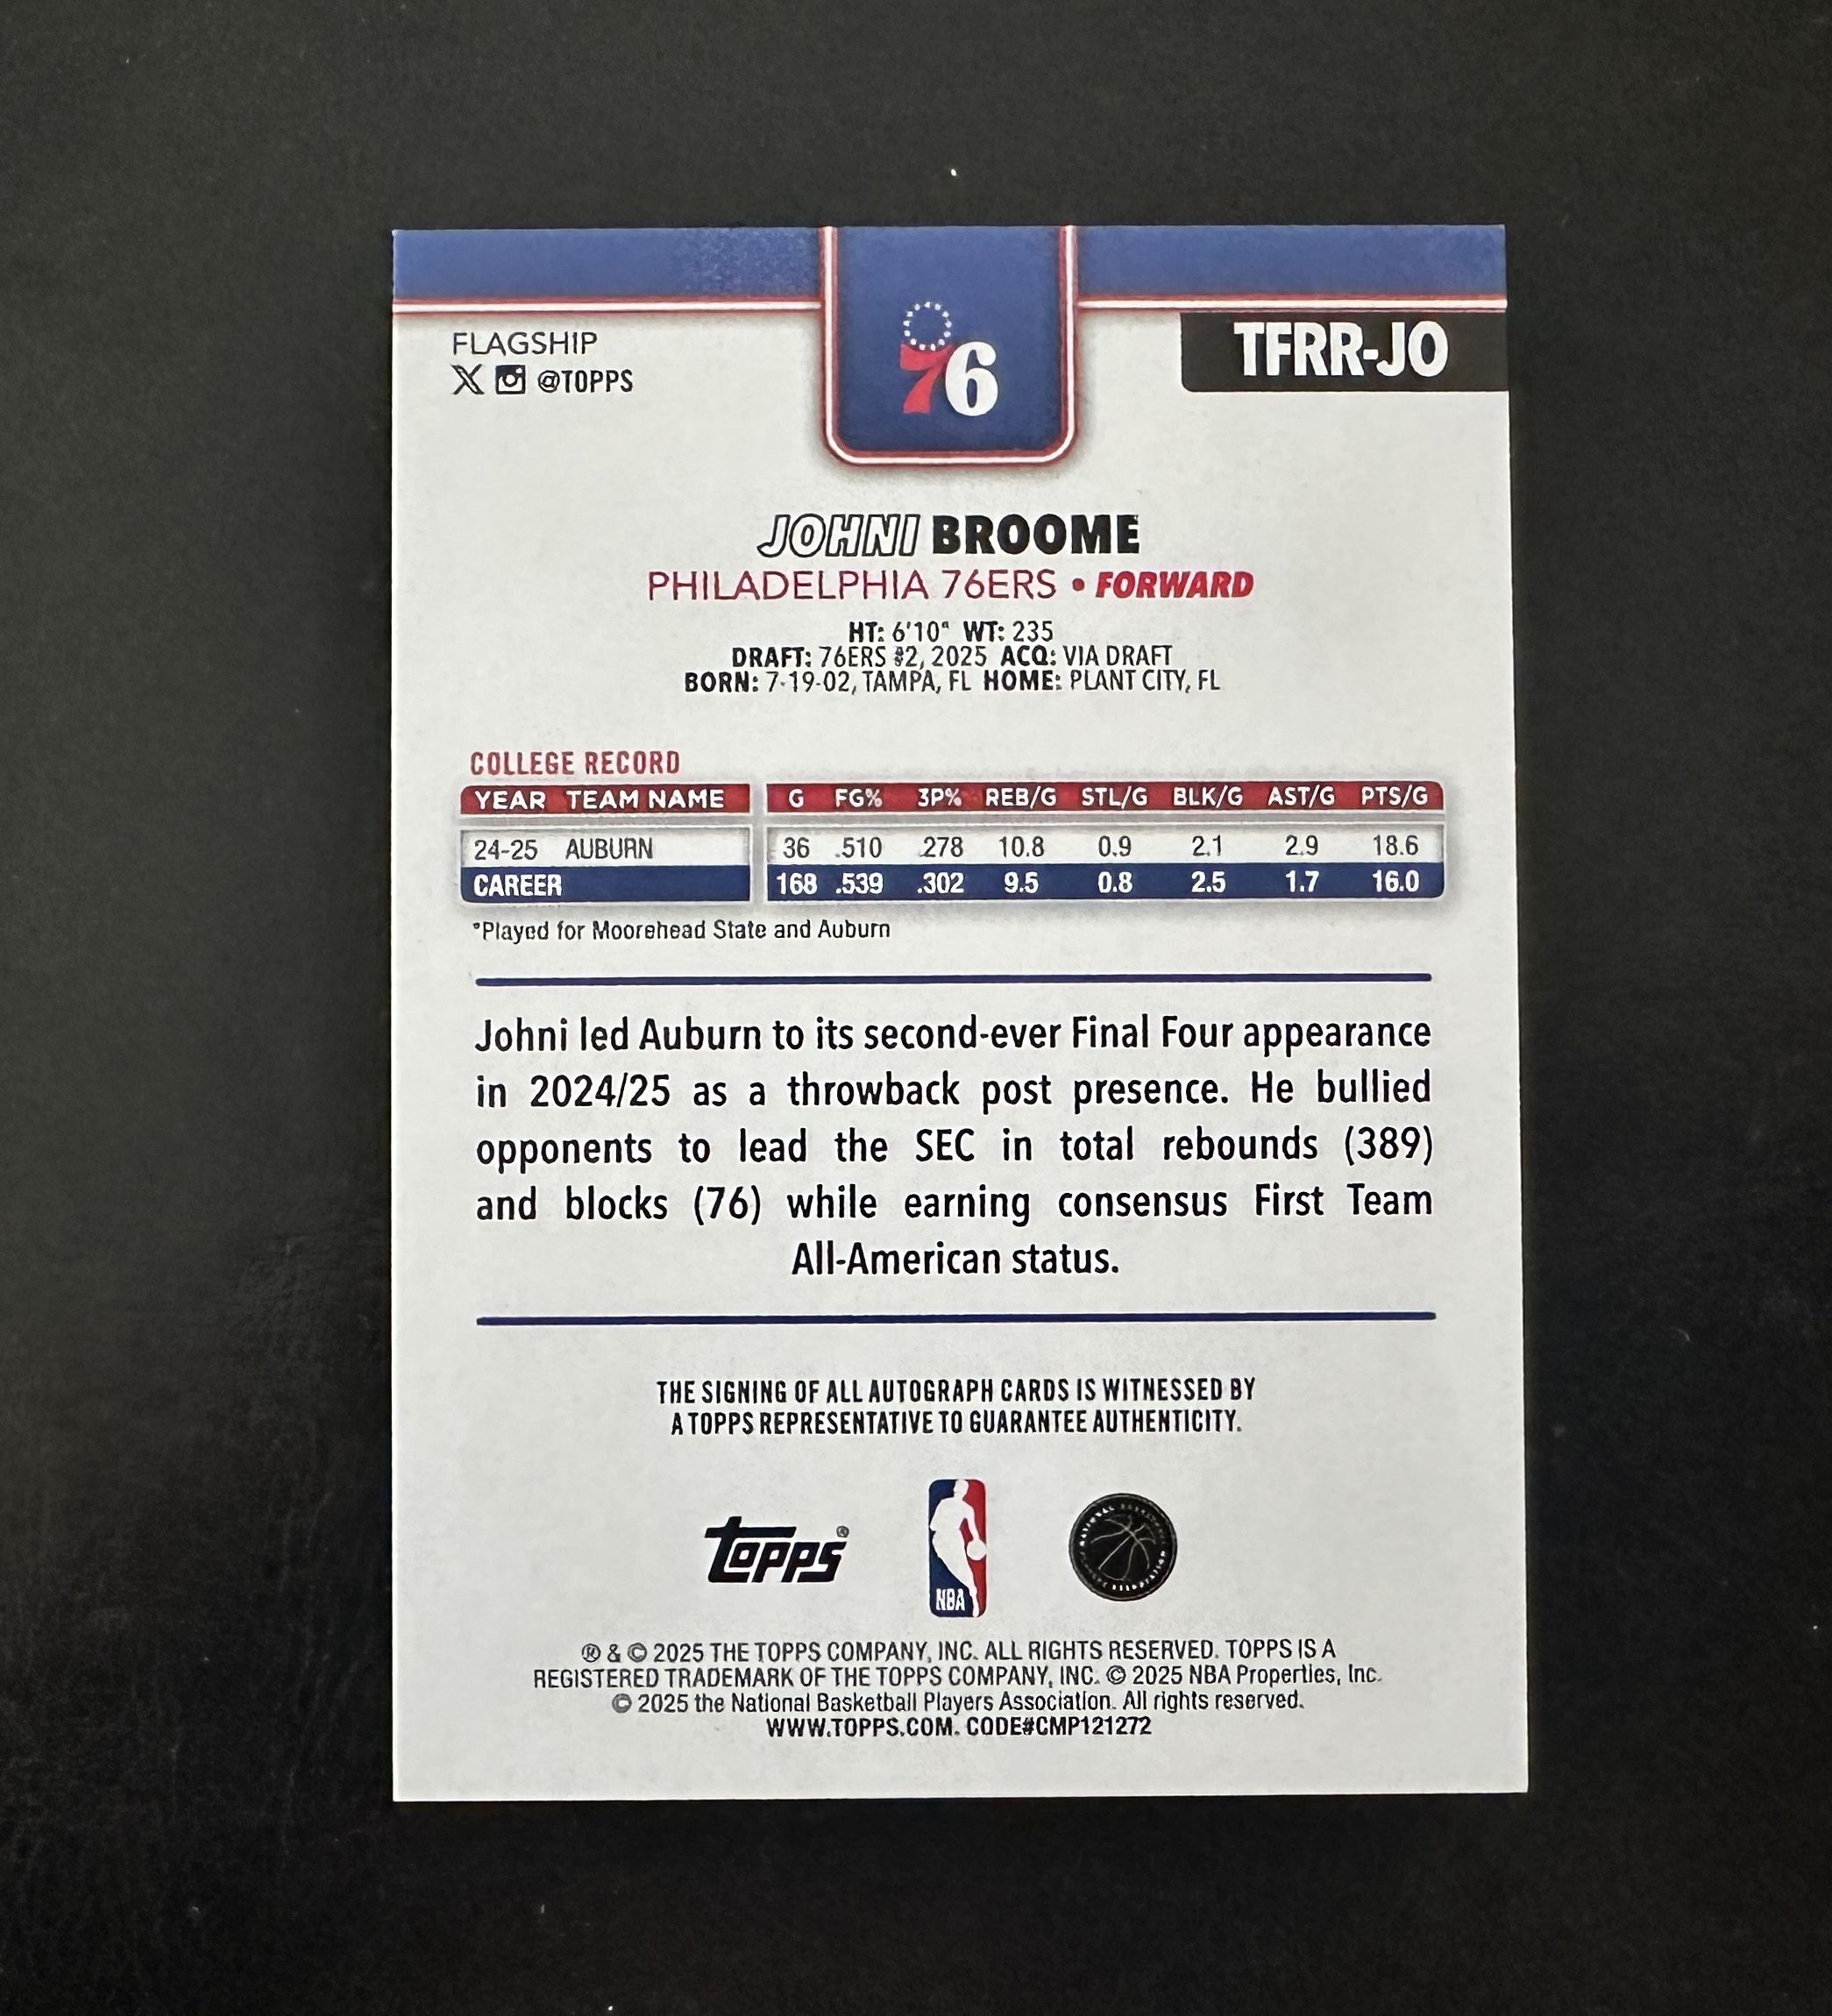 FLAGSHIP
X @TOPPS
76
TFRR-JO
JOHNI BROOME
PHILADELPHIA 76ERS • FORWARD
HT: 6'10" WT: 235
DRAFT: 76ERS #2, 2025 ACQ: VIA DRAFT
BORN: 7-19-02, TAMPA, FL HOME: PLANT CITY, FL
COLLEGE RECORD
YEAR TEAM NAME G FG% 3P% REB/G STL/G BLK/G AST/G PTS/G
24-25 AUBURN 36 .510 .278 10.8 0.9 2.1 2.9 18.6
CAREER 168 .539 .302 9.5 0.8 2.5 1.7 16.0
*Played for Moorehead State and Auburn
Johni led Auburn to its second-ever Final Four appearance
in 2024/25 as a throwback post presence. He bullied
opponents to lead the SEC in total rebounds (389)
and blocks (76) while earning consensus First Team
All-American status.
THE SIGNING OF ALL AUTOGRAPH CARDS IS WITNESSED BY
A TOPPS REPRESENTATIVE TO GUARANTEE AUTHENTICITY.
topps®
NBA
® & © 2025 THE TOPPS COMPANY, INC. ALL RIGHTS RESERVED. TOPPS IS A
REGISTERED TRADEMARK OF THE TOPPS COMPANY, INC. © 2025 NBA Properties, Inc.
© 2025 the National Basketball Players Association. All rights reserved.
WWW.TOPPS.COM. CODE#CMP121272